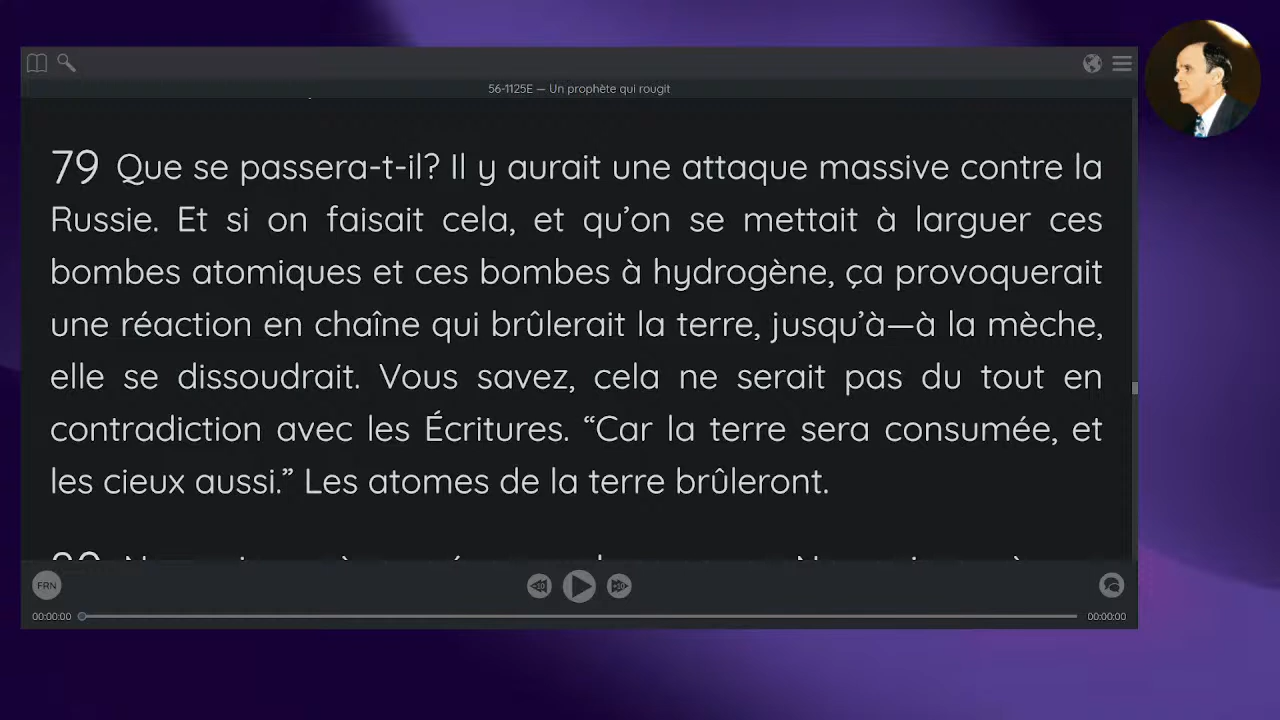 56-1125E — Un prophète qui rougit
79 Que se passera-t-il? Il y aurait une attaque massive contre la
Russie. Et si on faisait cela, et qu’on se mettait à larguer ces
bombes atomiques et ces bombes à hydrogène, ça provoquerait
une réaction en chaîne qui brûlerait la terre, jusqu’à—à la mèche,
elle se dissoudrait. Vous savez, cela ne serait pas du tout en
contradiction avec les Écritures. “Car la terre sera consumée, et
les cieux aussi.” Les atomes de la terre brûleront.
FRN
00:00:00
00:00:00